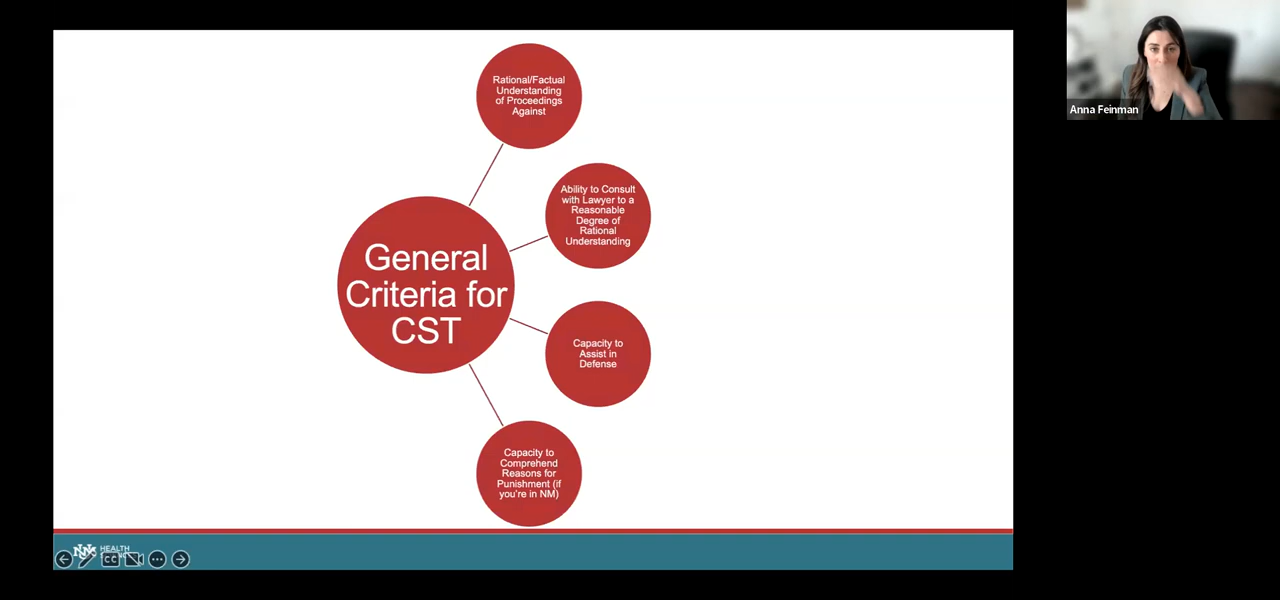 Rational/Factual
Understanding
of Proceedings
Against
Ability to Consult
with Lawyer to a
Reasonable
Degree of
Rational
Understanding
General
Criteria for
CST
Capacity to
Assist in
Defense
Capacity to
Comprehend
Reasons for
Punishment (if
you're in NM)
HEALTH
CC
Anna Feinman